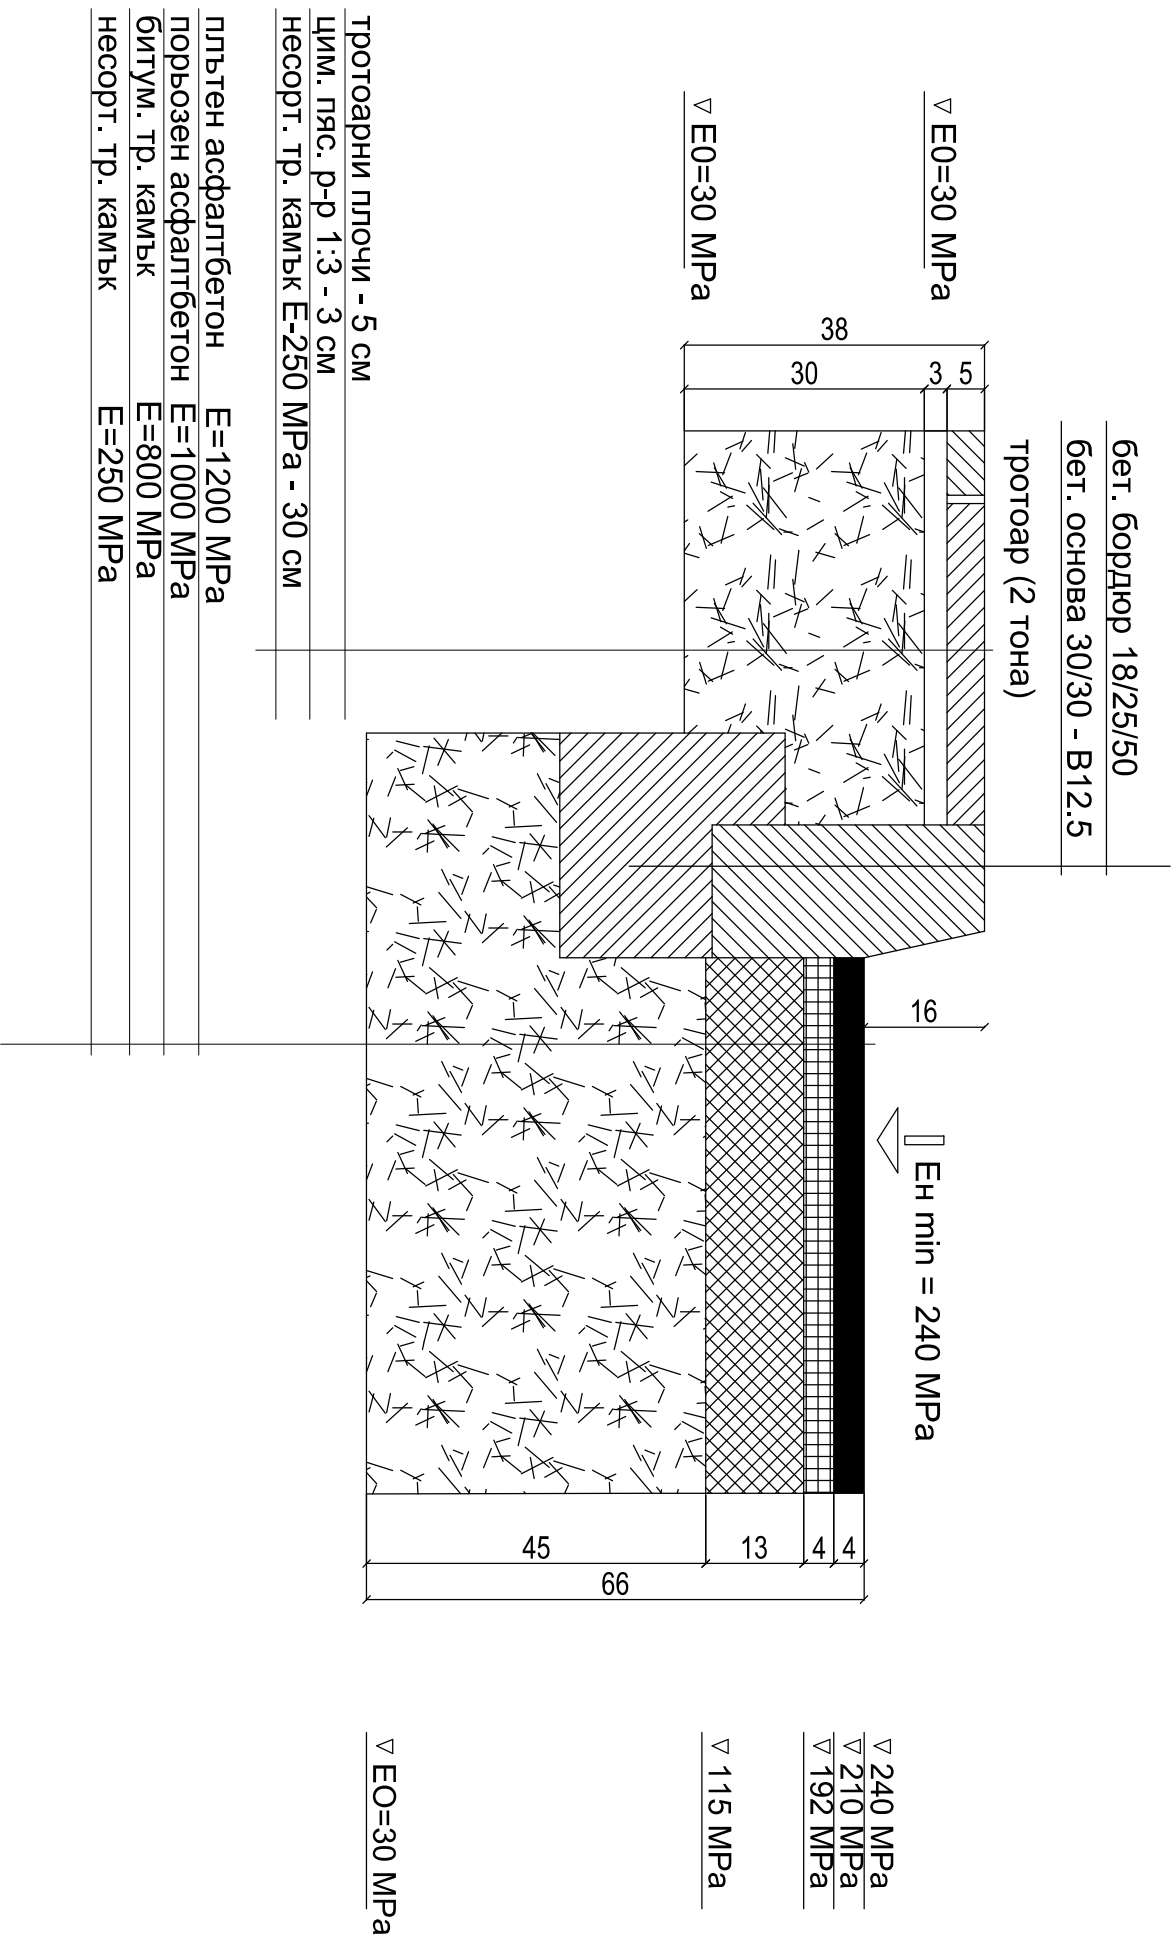 бет. бордюр 18/25/50
бет. основа 30/30 - В12.5
тротоар (2 тона)
▽ E0=30 MPa
▽ E0=30 MPa
38
30
3
5
16
Eн min = 240 MPa
45
13
4
4
66
▽ 240 MPa
▽ 210 MPa
▽ 192 MPa
▽ 115 MPa
▽ EO=30 MPa
тротоарни плочи - 5 см
цим. пяс. р-р 1:3 - 3 см
несорт. тр. камък E-250 MPa - 30 см
плътен асфалтбетон E=1200 MPa
порьозен асфалтбетон E=1000 MPa
битум. тр. камък E=800 MPa
несорт. тр. камък E=250 MPa